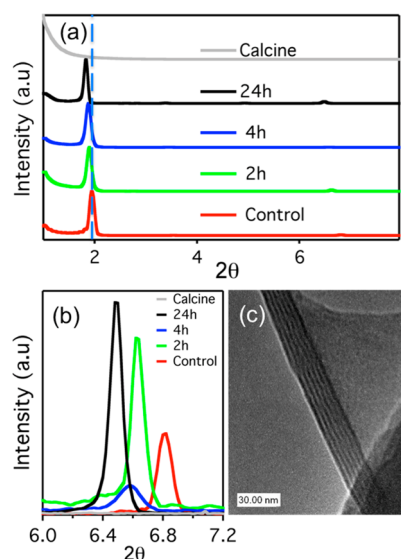 (a)
Intensity (a.u)
Calcine
24h
4h
2h
Control
2
4
6
2θ
(b)
Intensity (a.u)
Calcine
24h
4h
2h
Control
6.0
6.4
6.8
7.2
2θ
(c)
30.00 nm